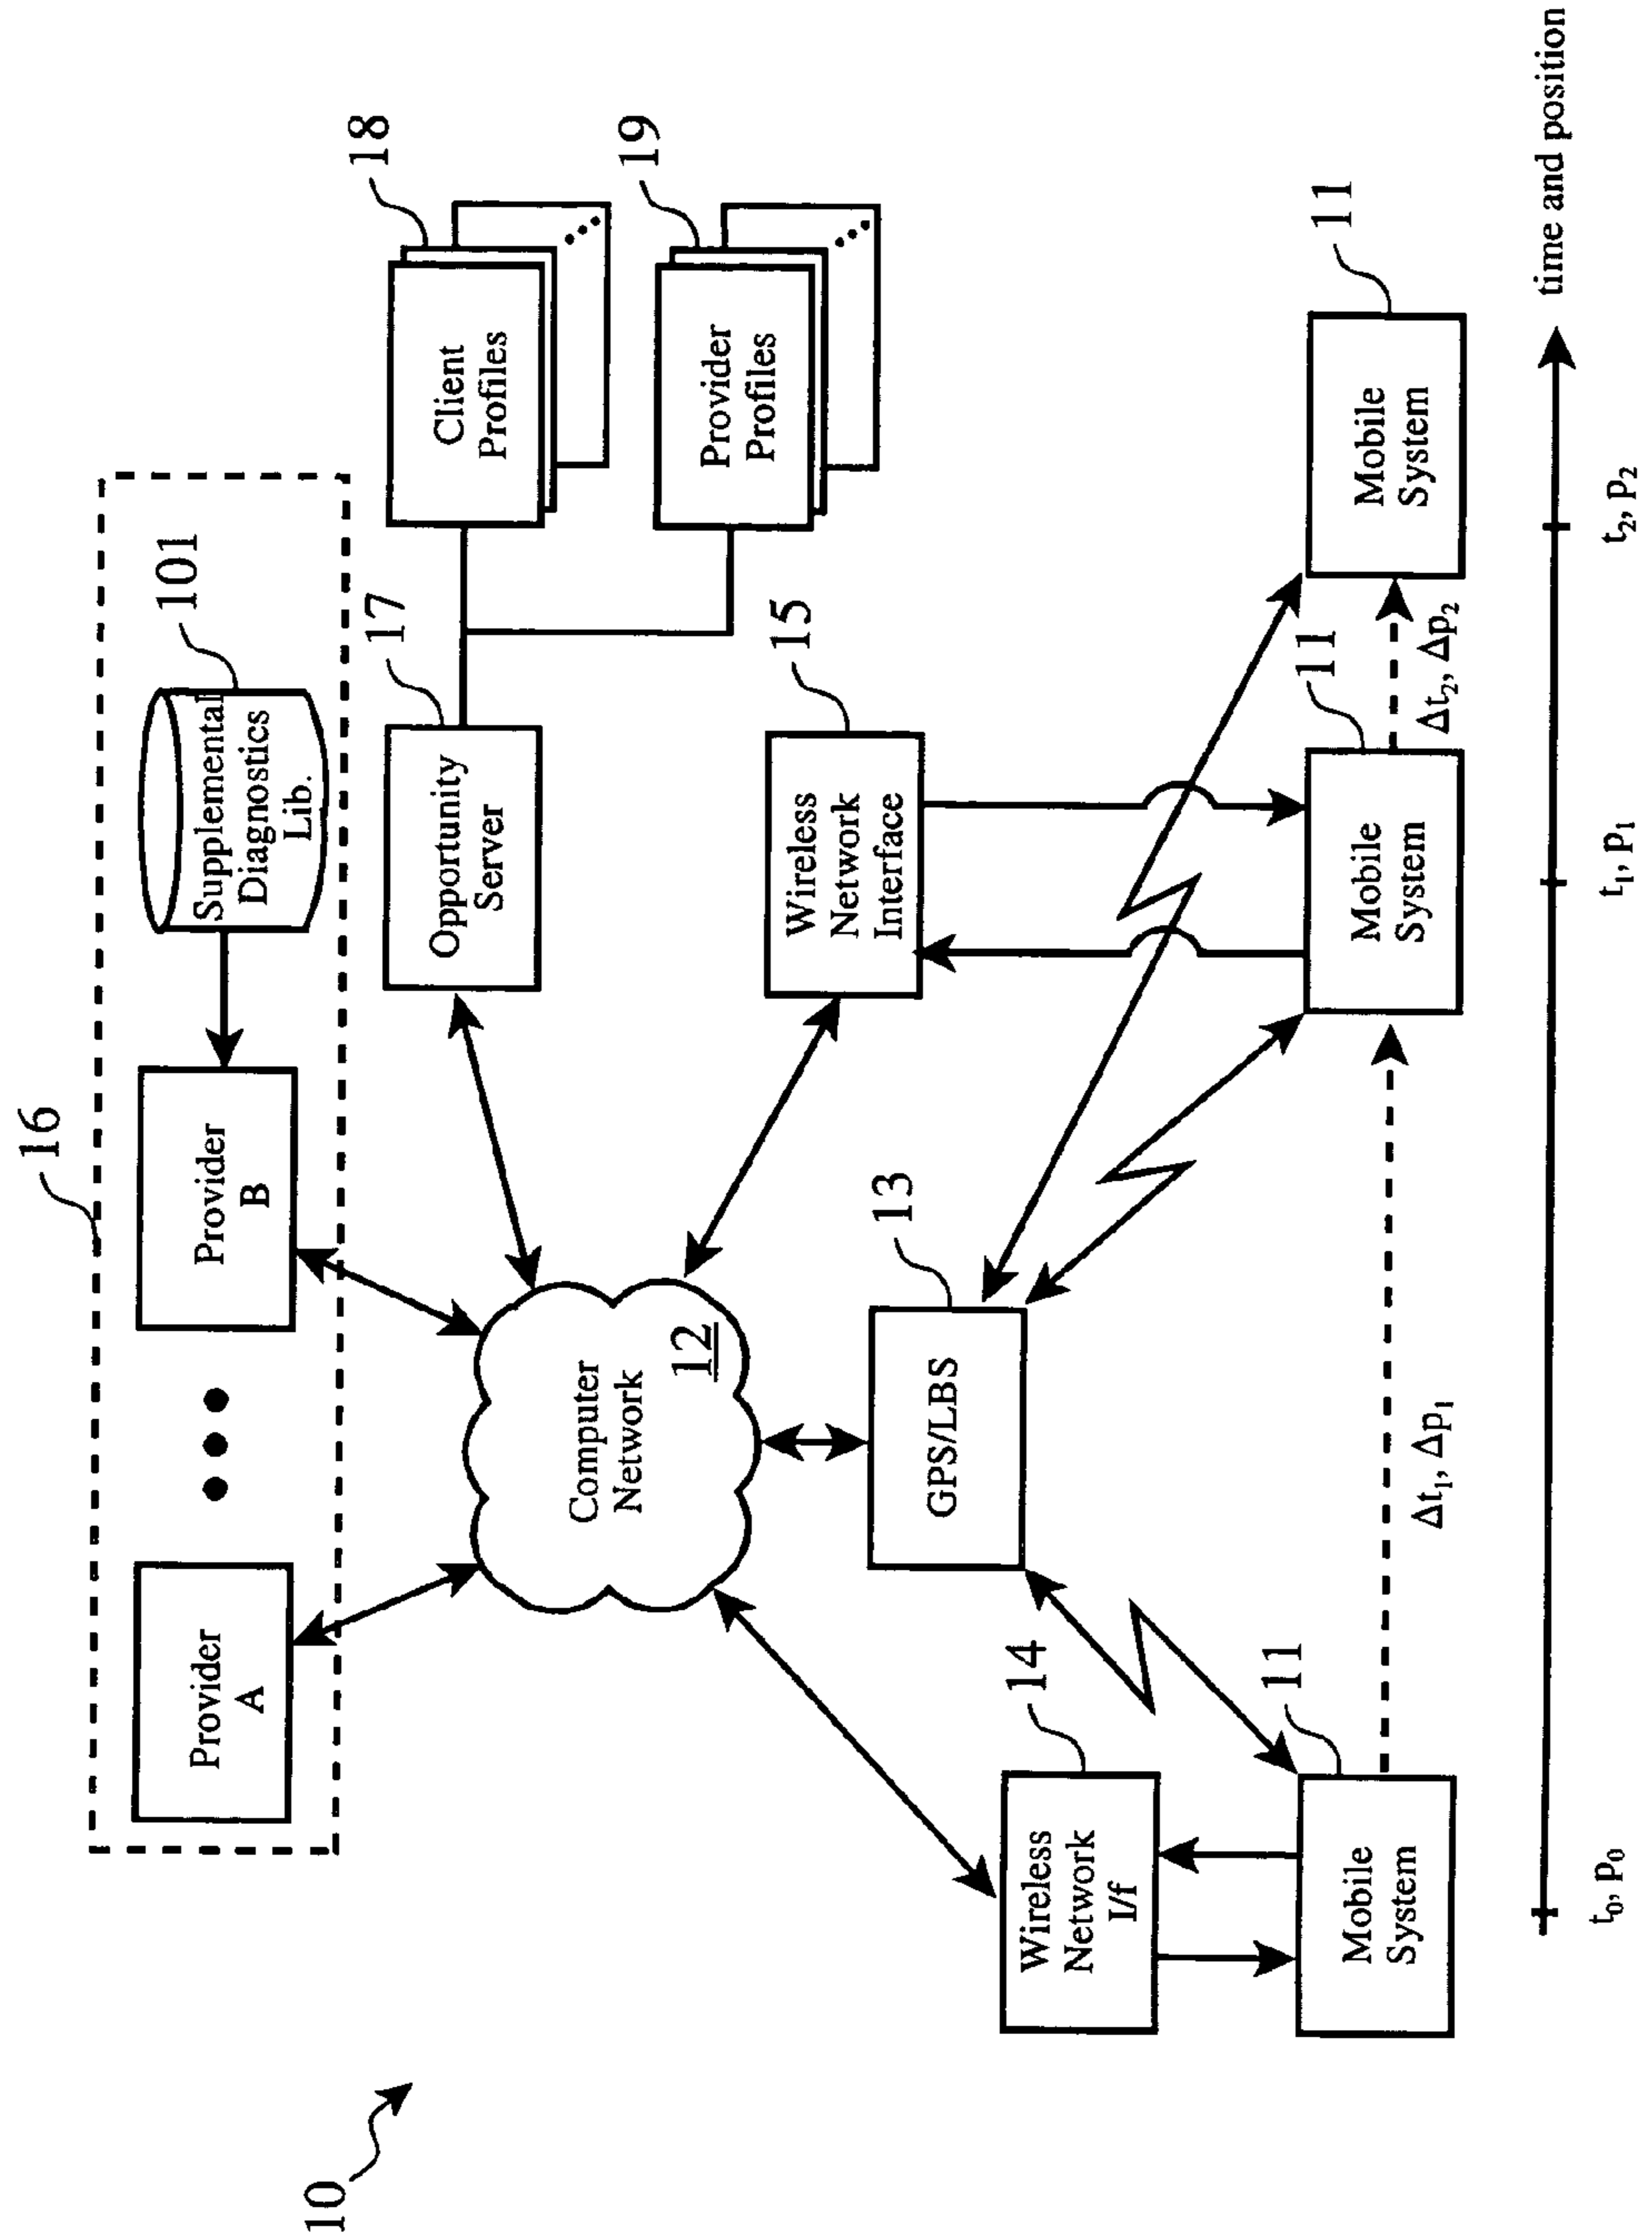 16
101
Provider
A
Provider
B
Supplemental
Diagnostics
Lib.
18
17
Opportunity
Server
Client
Profiles
19
Provider
Profiles
Computer
Network
12
15
Wireless
Network
Interface
13
GPS/LBS
14
Wireless
Network
I/f
11
Mobile
System
11
Mobile
System
11
Mobile
System
Δt₁, Δp₁
Δt₂, Δp₂
time and position
t₀, p₀
t₁, p₁
t₂, p₂
10